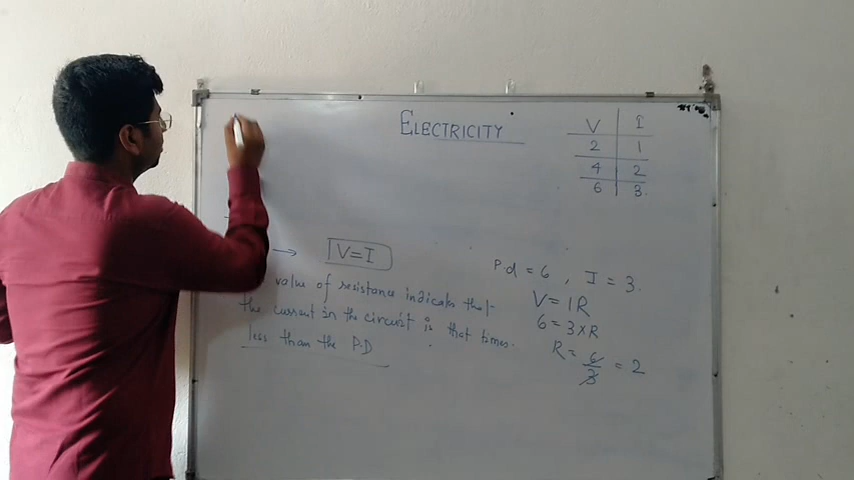 ELECTRICITY
V I
2 1
4 2
6 3
→ V=I
value of resistance indicates that
the current in the circuit is that times
less than the P.D
P.d = 6 , I = 3.
V = IR
6 = 3 × R
R = 6/3 = 2